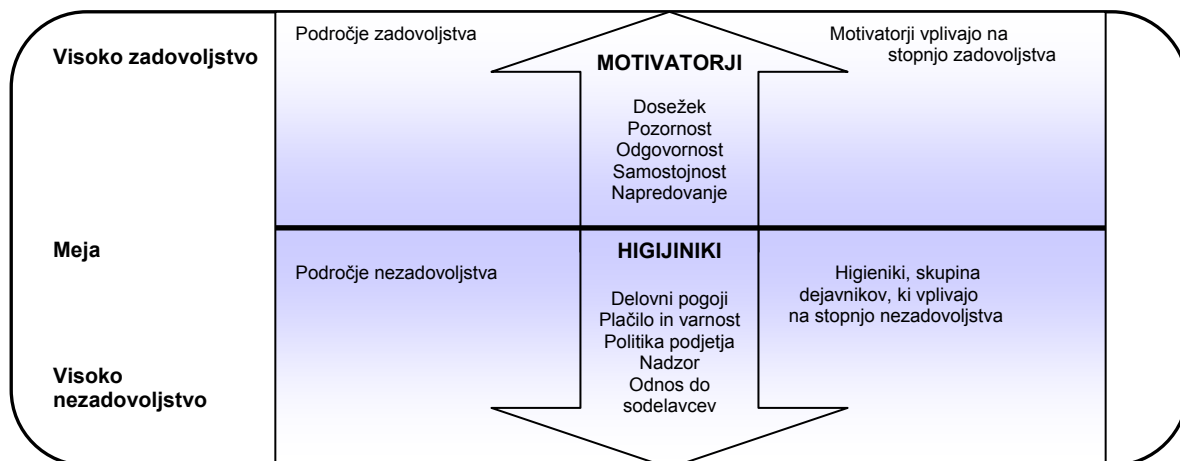 Visoko zadovoljstvo
Področje zadovoljstva
MOTIVATORJI
Dosežek
Pozornost
Odgovornost
Samostojnost
Napredovanje
Motivatorji vplivajo na
stopnjo zadovoljstva
Meja
Področje nezadovoljstva
HIGIJINIKI
Delovni pogoji
Plačilo in varnost
Politika podjetja
Nadzor
Odnos do
sodelavcev
Higieniki, skupina
dejavnikov, ki vplivajo
na stopnjo nezadovoljstva
Visoko
nezadovoljstvo